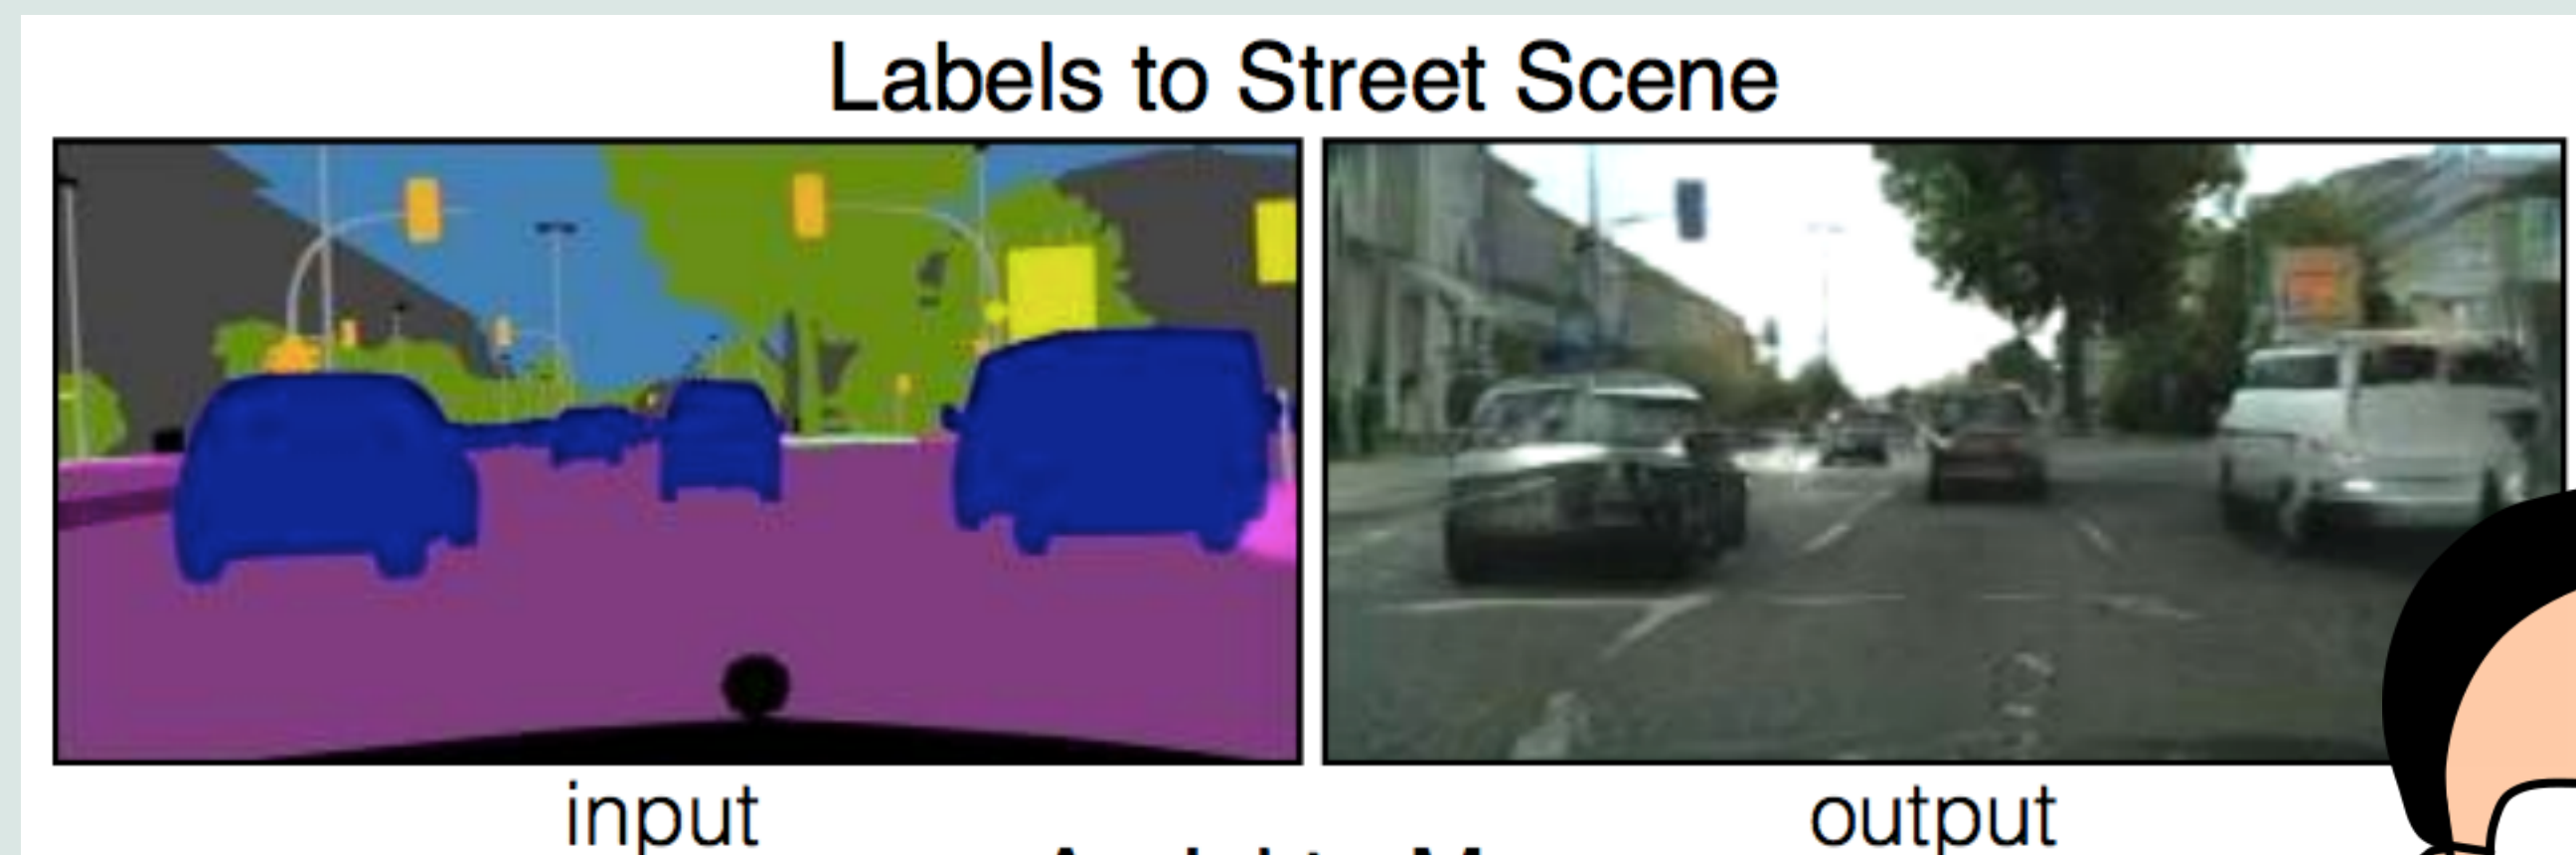 Labels to Street Scene
input
output